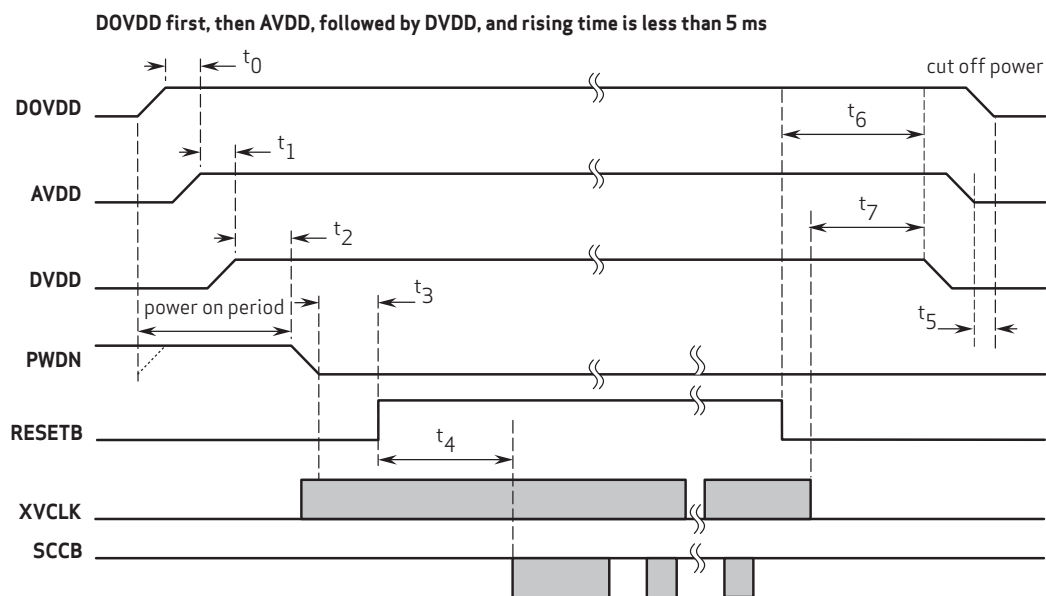 DOVDD first, then AVDD, followed by DVDD, and rising time is less than 5 ms
t0
cut off power
DOVDD
t6
t1
AVDD
t7
t2
DVDD
t3
power on period
t5
PWDN
RESETB
t4
XVCLK
SCCB